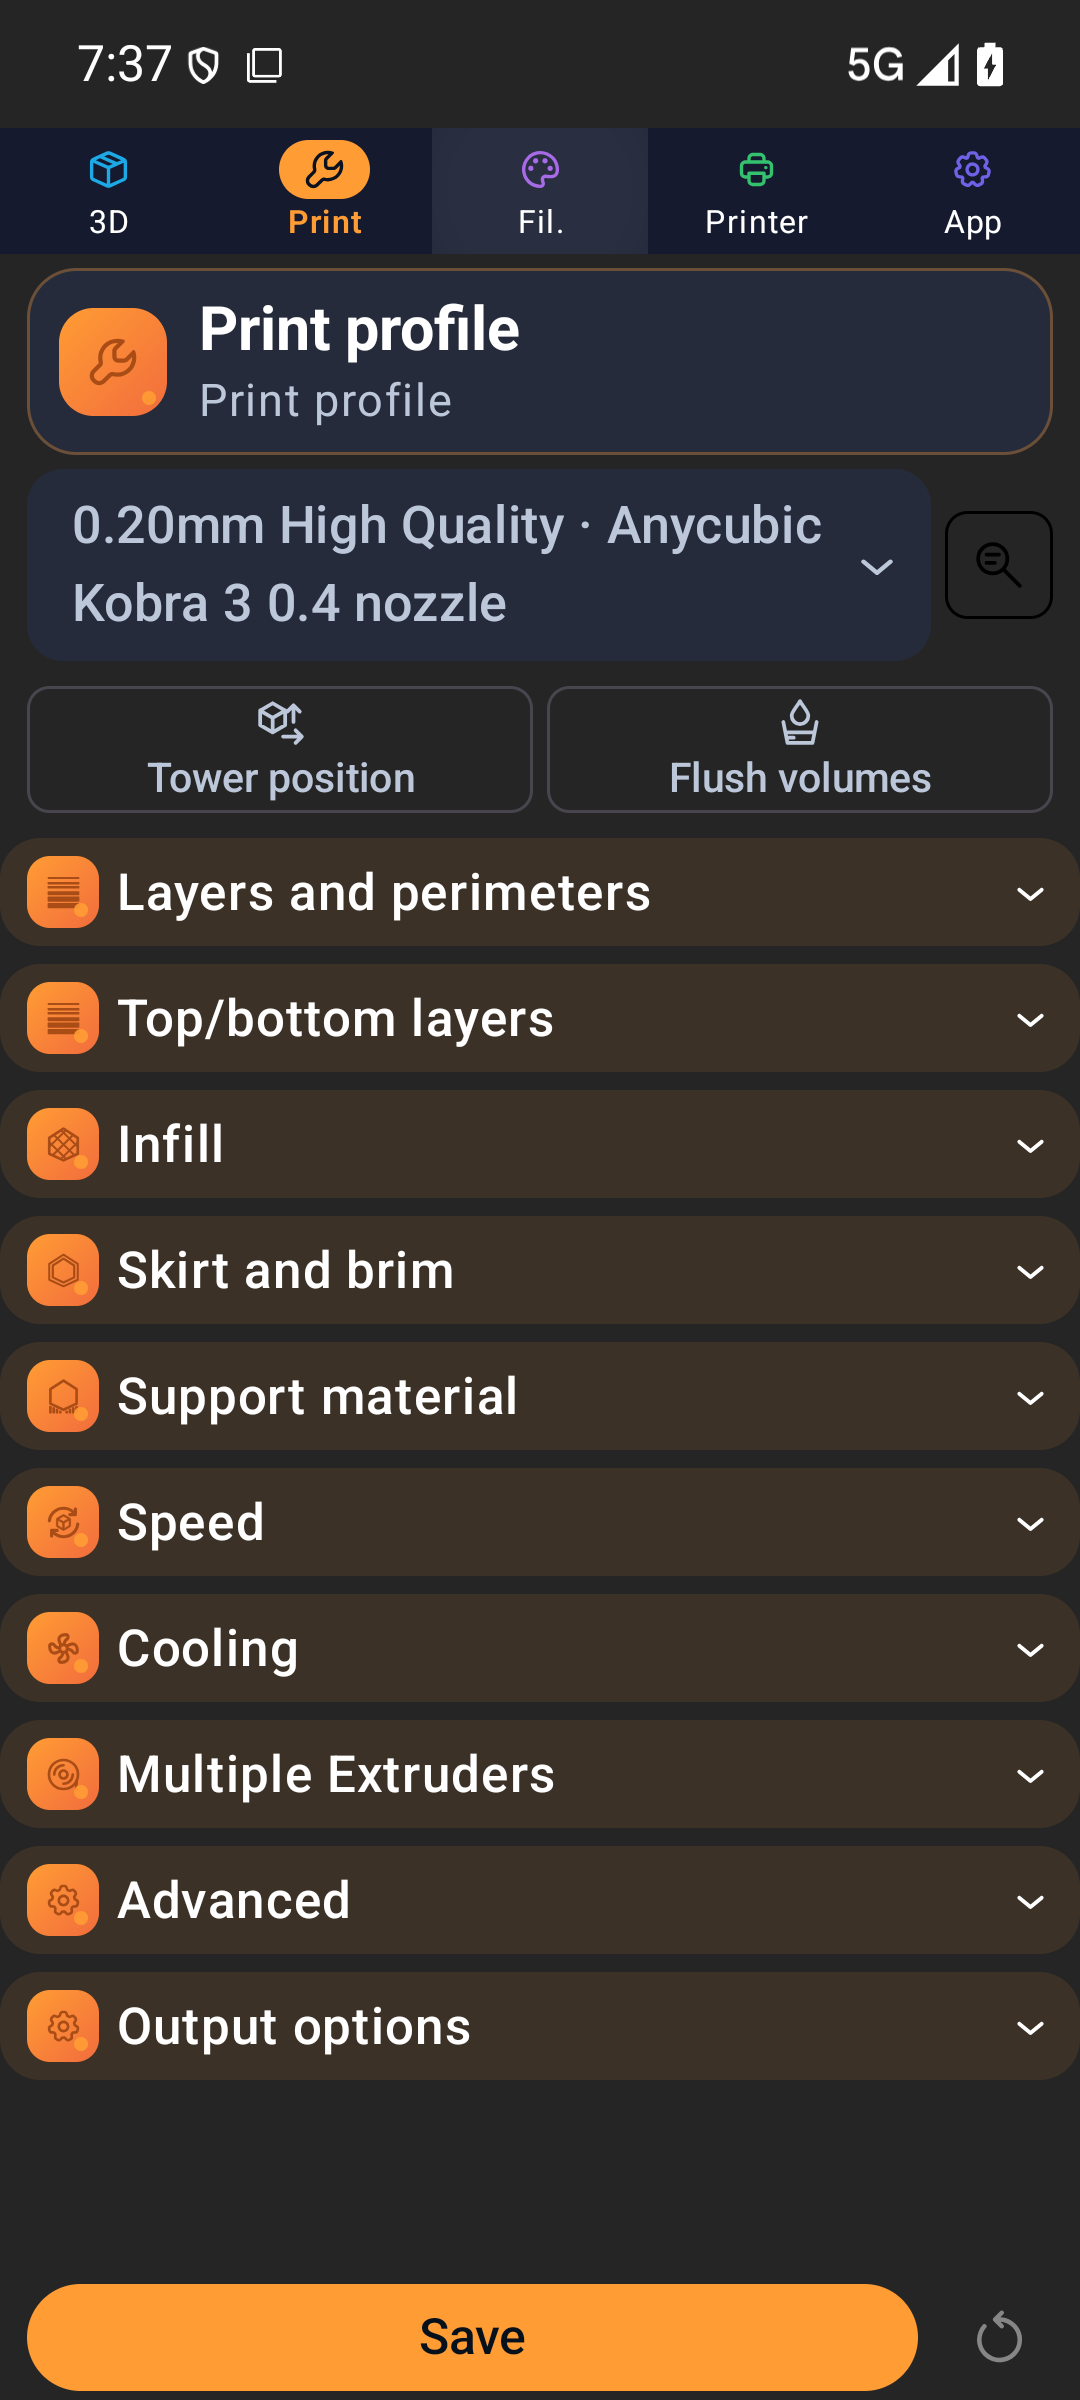 7:37
5G
3D
Print
Fil.
Printer
App
Print profile
Print profile
0.20mm High Quality · Anycubic
Kobra 3 0.4 nozzle
Tower position
Flush volumes
Layers and perimeters
Top/bottom layers
Infill
Skirt and brim
Support material
Speed
Cooling
Multiple Extruders
Advanced
Output options
Save